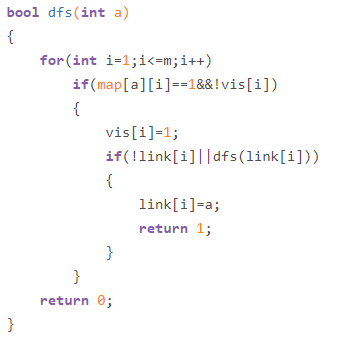 bool dfs(int a)
{
    for(int i=1;i<=m;i++)
        if(map[a][i]==1&&!vis[i])
        {
            vis[i]=1;
            if(!link[i]||dfs(link[i]))
            {
                link[i]=a;
                return 1;
            }
        }
    return 0;
}